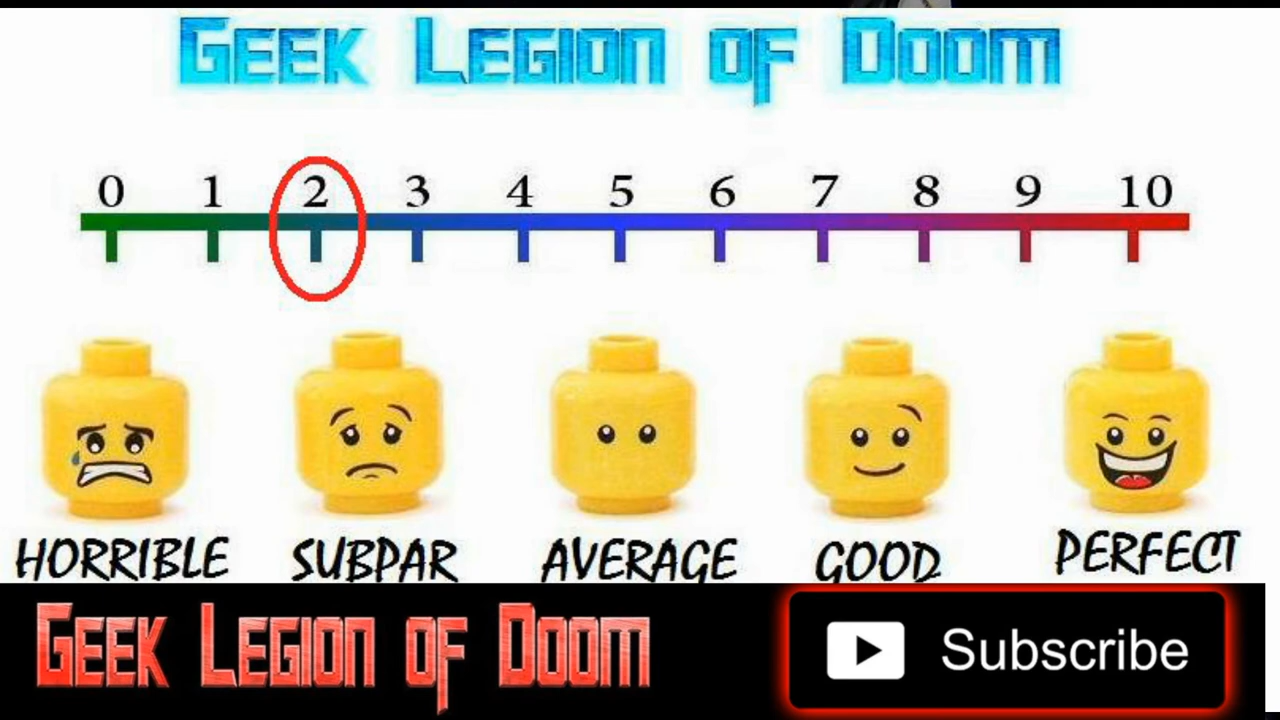 GEEK LEGION OF DOOM
0 1 2 3 4 5 6 7 8 9 10
HORRIBLE SUBPAR AVERAGE GOOD PERFECT
GEEK LEGION OF DOOM Subscribe